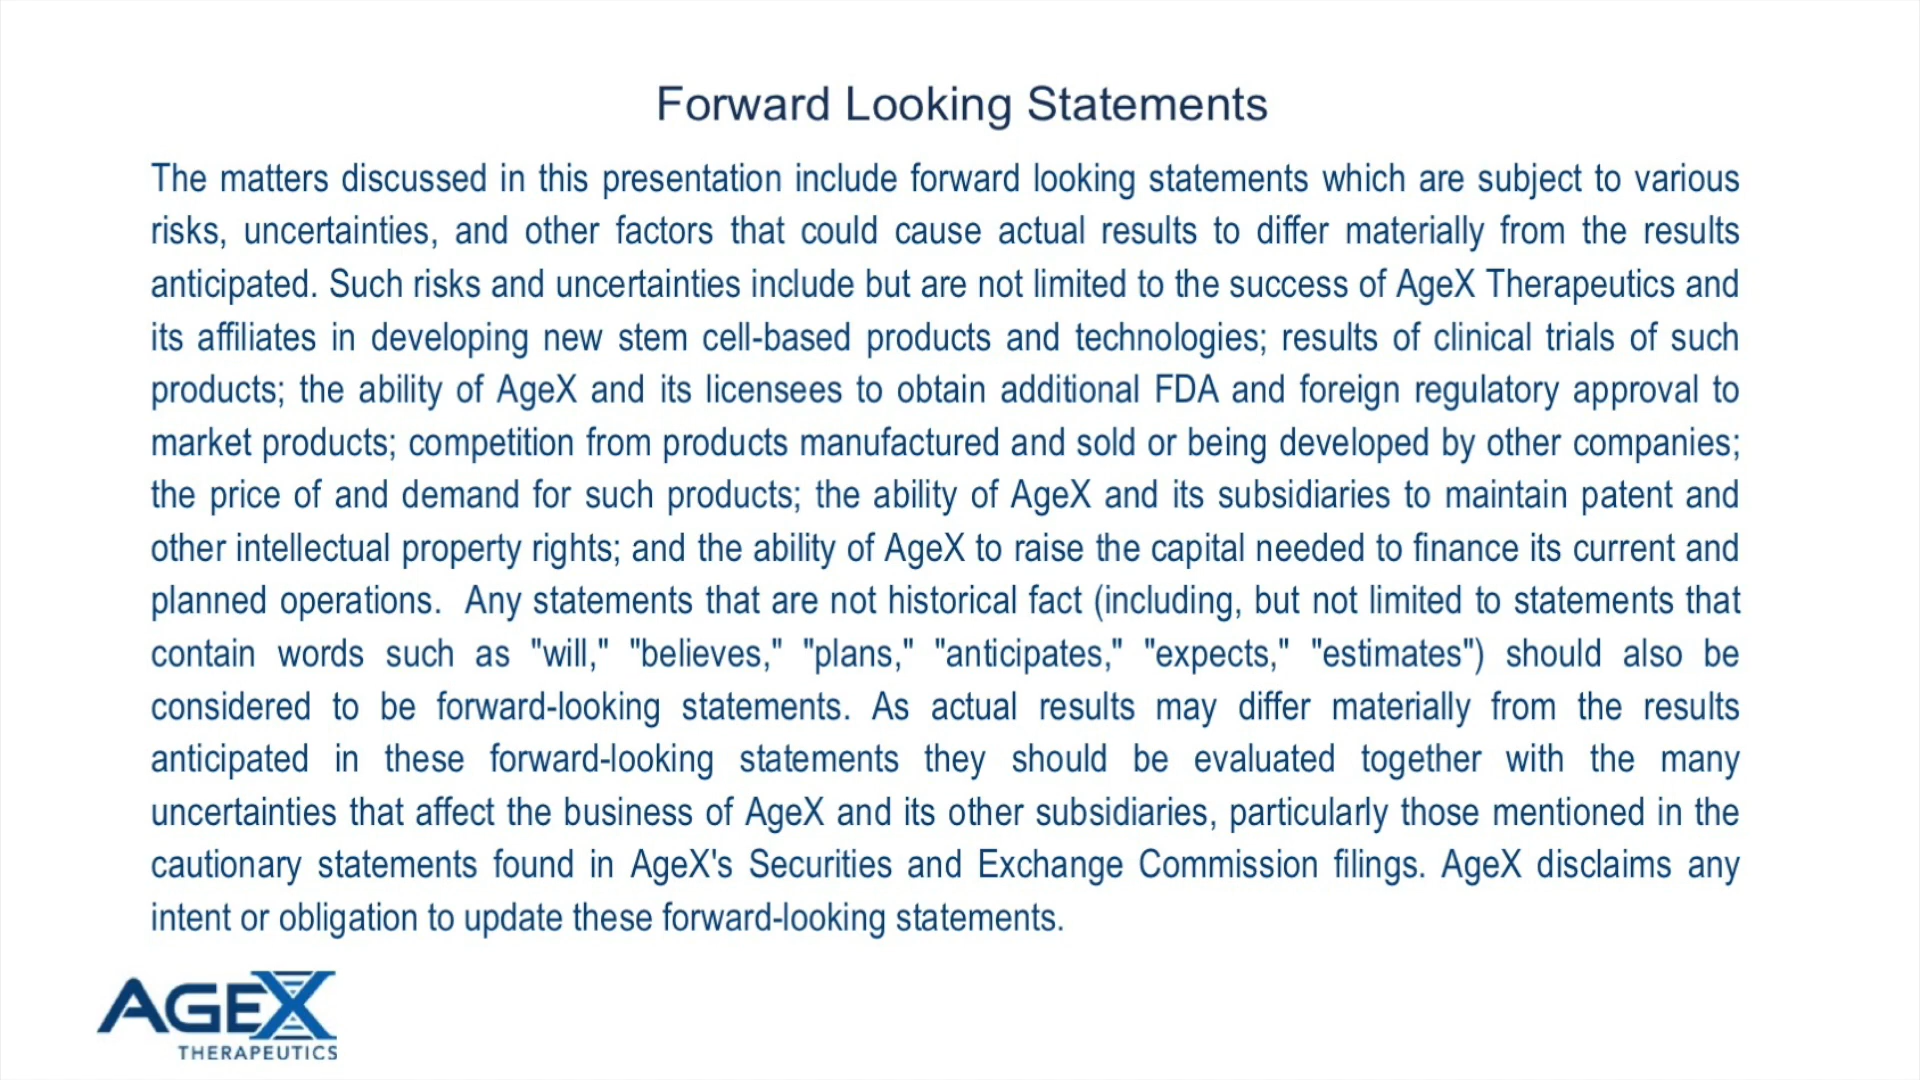 Forward Looking Statements
The matters discussed in this presentation include forward looking statements which are subject to various
risks, uncertainties, and other factors that could cause actual results to differ materially from the results
anticipated. Such risks and uncertainties include but are not limited to the success of AgeX Therapeutics and
its affiliates in developing new stem cell-based products and technologies; results of clinical trials of such
products; the ability of AgeX and its licensees to obtain additional FDA and foreign regulatory approval to
market products; competition from products manufactured and sold or being developed by other companies;
the price of and demand for such products; the ability of AgeX and its subsidiaries to maintain patent and
other intellectual property rights; and the ability of AgeX to raise the capital needed to finance its current and
planned operations.  Any statements that are not historical fact (including, but not limited to statements that
contain words such as "will," "believes," "plans," "anticipates," "expects," "estimates") should also be
considered to be forward-looking statements. As actual results may differ materially from the results
anticipated in these forward-looking statements they should be evaluated together with the many
uncertainties that affect the business of AgeX and its other subsidiaries, particularly those mentioned in the
cautionary statements found in AgeX's Securities and Exchange Commission filings. AgeX disclaims any
intent or obligation to update these forward-looking statements.
AGEX
THERAPEUTICS